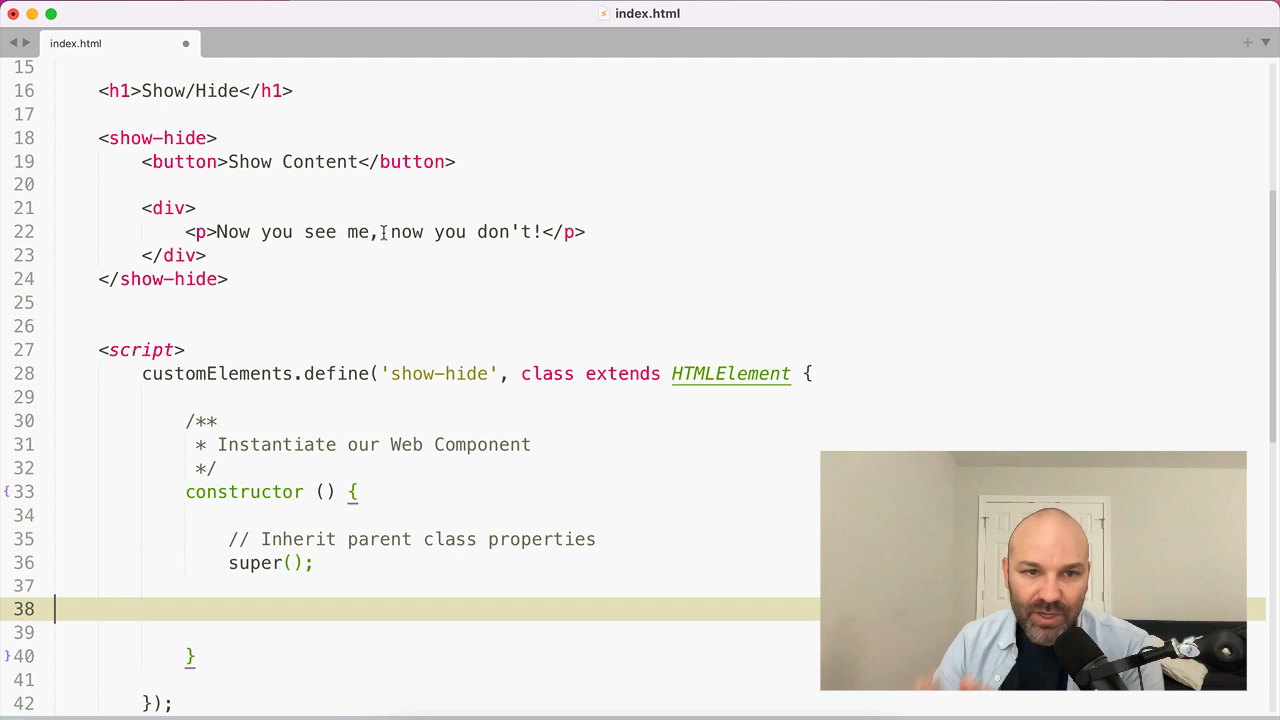 index.html
index.html
15
16 <h1>Show/Hide</h1>
17
18 <show-hide>
19 <button>Show Content</button>
20
21 <div>
22 <p>Now you see me, now you don't!</p>
23 </div>
24 </show-hide>
25
26
27 <script>
28 customElements.define('show-hide', class extends HTMLElement {
29
30 /**
31 * Instantiate our Web Component
32 */
33 constructor () {
34
35 // Inherit parent class properties
36 super();
37
38
39
40 }
41
42 });